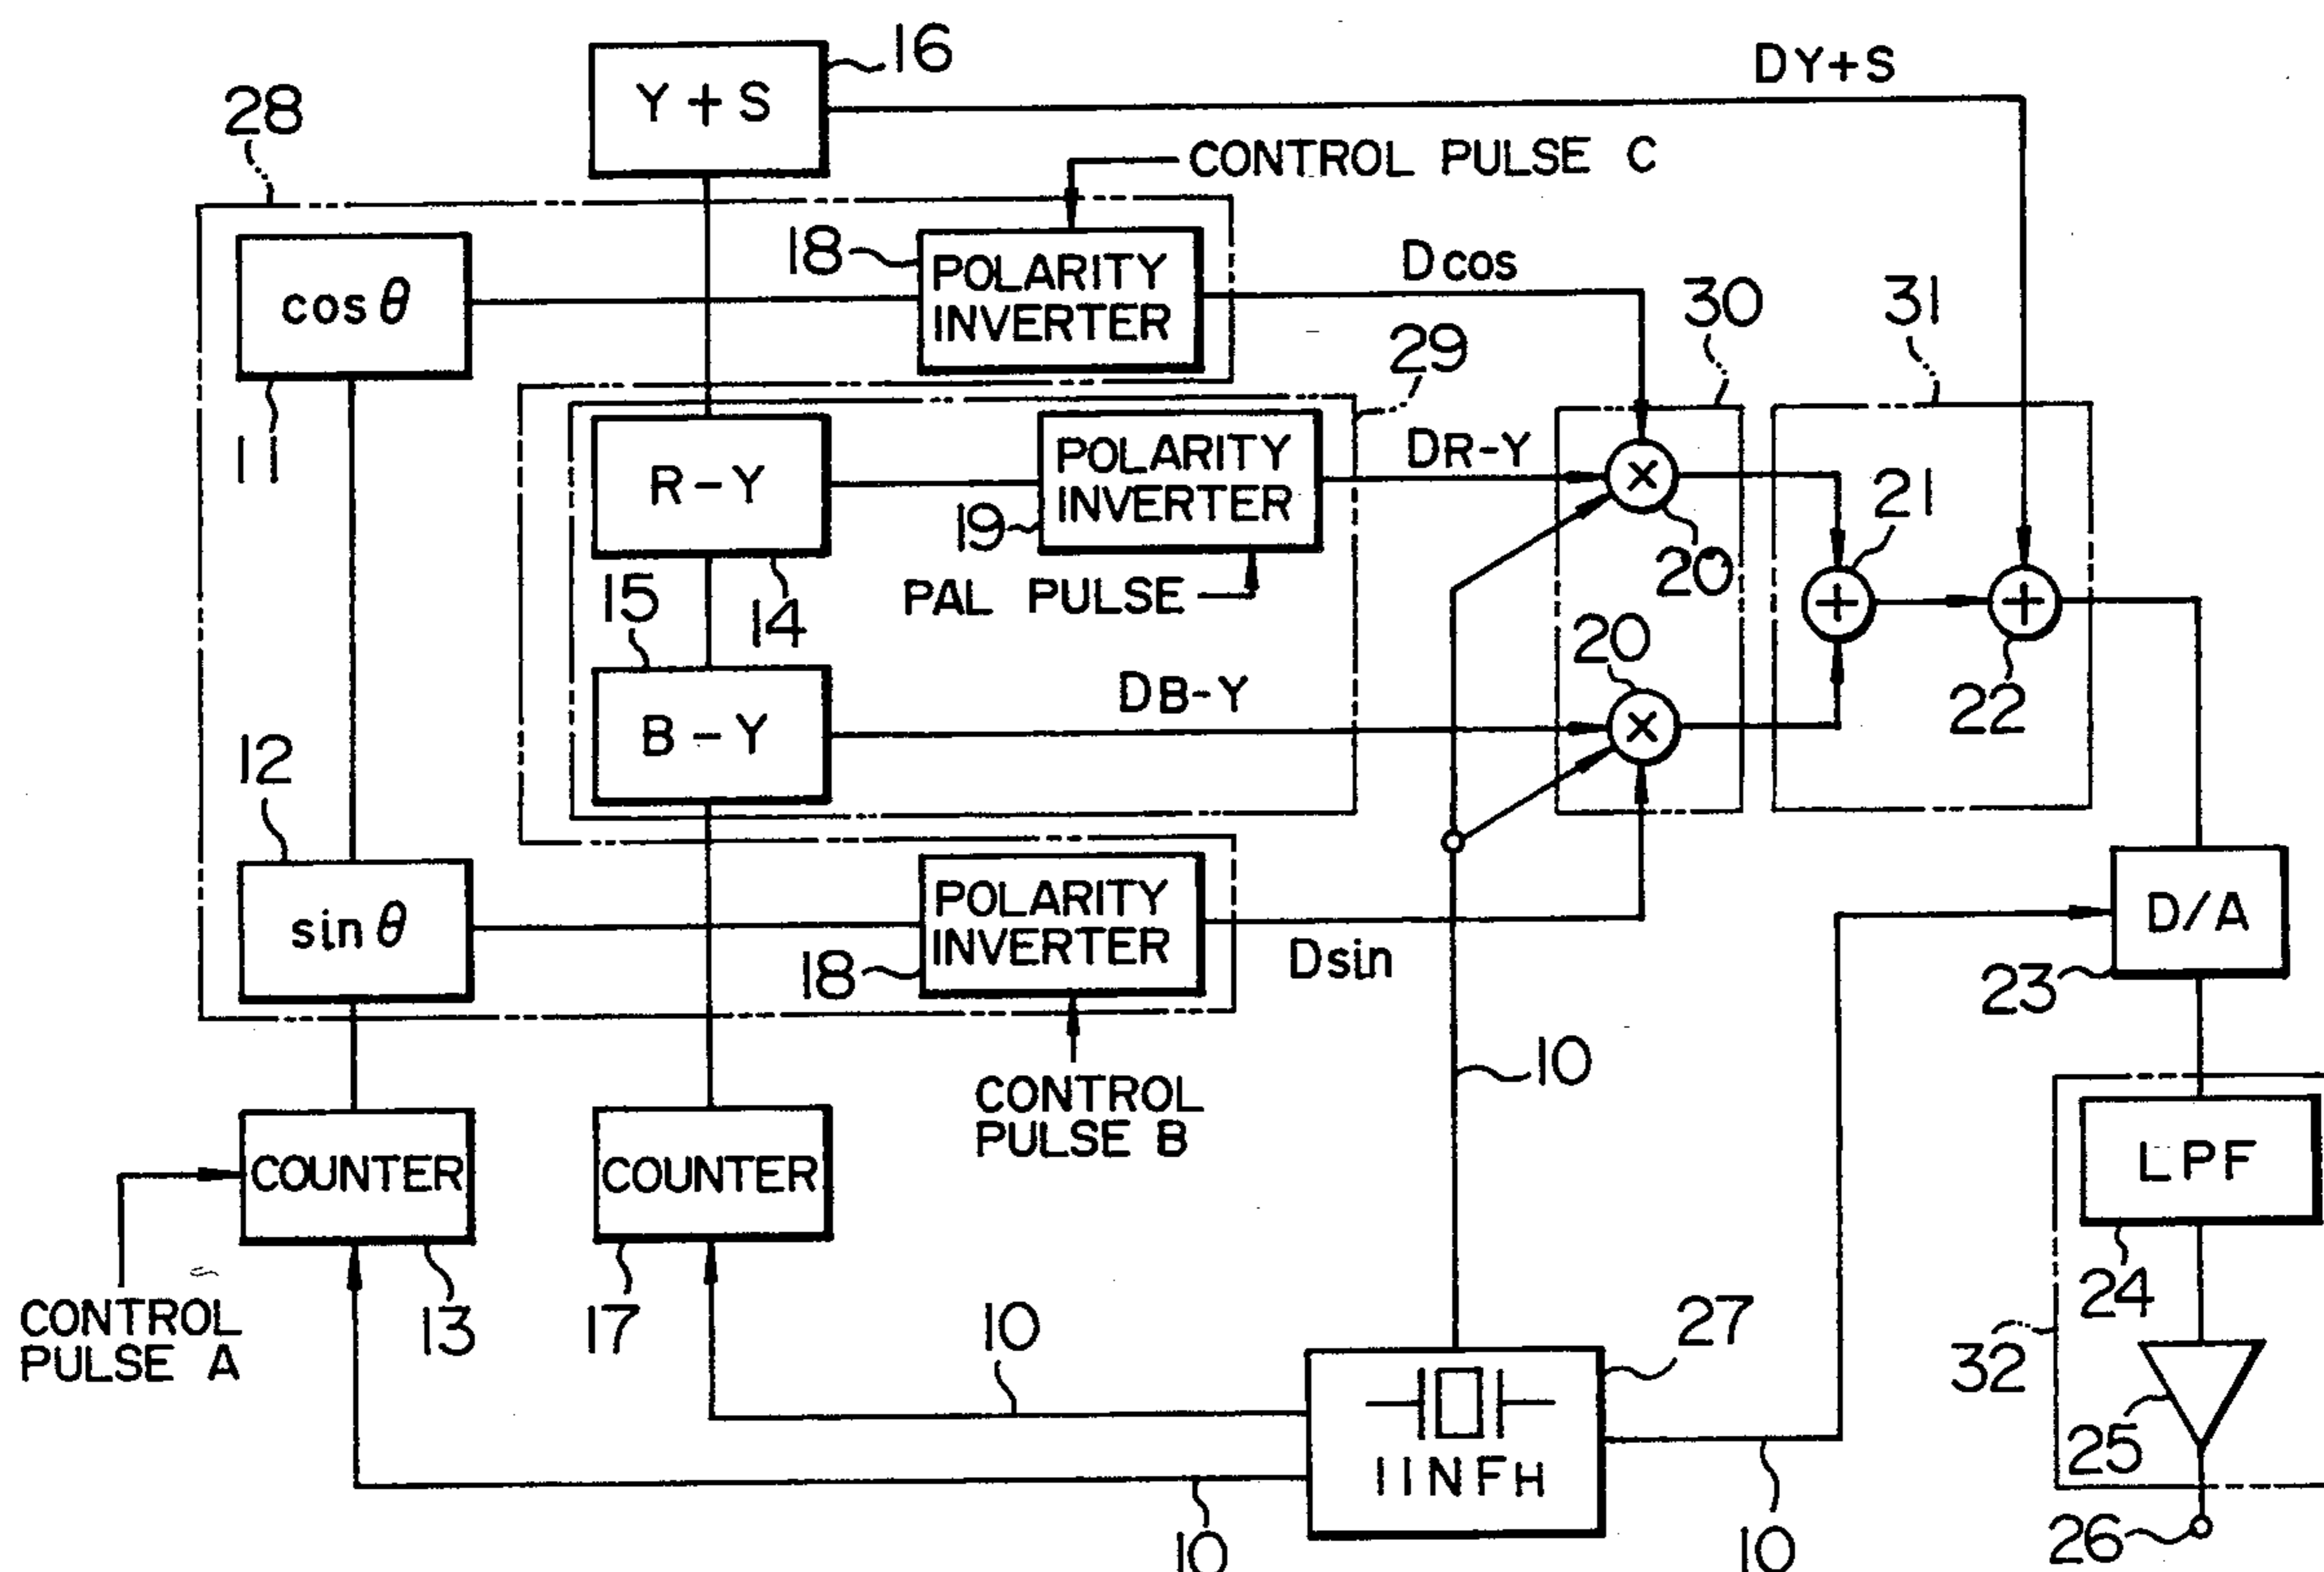 16
Y + S
DY+S
28
CONTROL PULSE C
18
POLARITY
INVERTER
Dcos
cos θ
30
31
29
11
R - Y
POLARITY
INVERTER
19
DR-Y
21
20
PAL PULSE
15
14
20
22
B - Y
DB-Y
12
sin θ
POLARITY
INVERTER
18
Dsin
D/A
23
10
CONTROL
PULSE B
COUNTER
COUNTER
LPF
24
CONTROL
PULSE A
13
17
10
27
32
25
11NFH
10
10
26